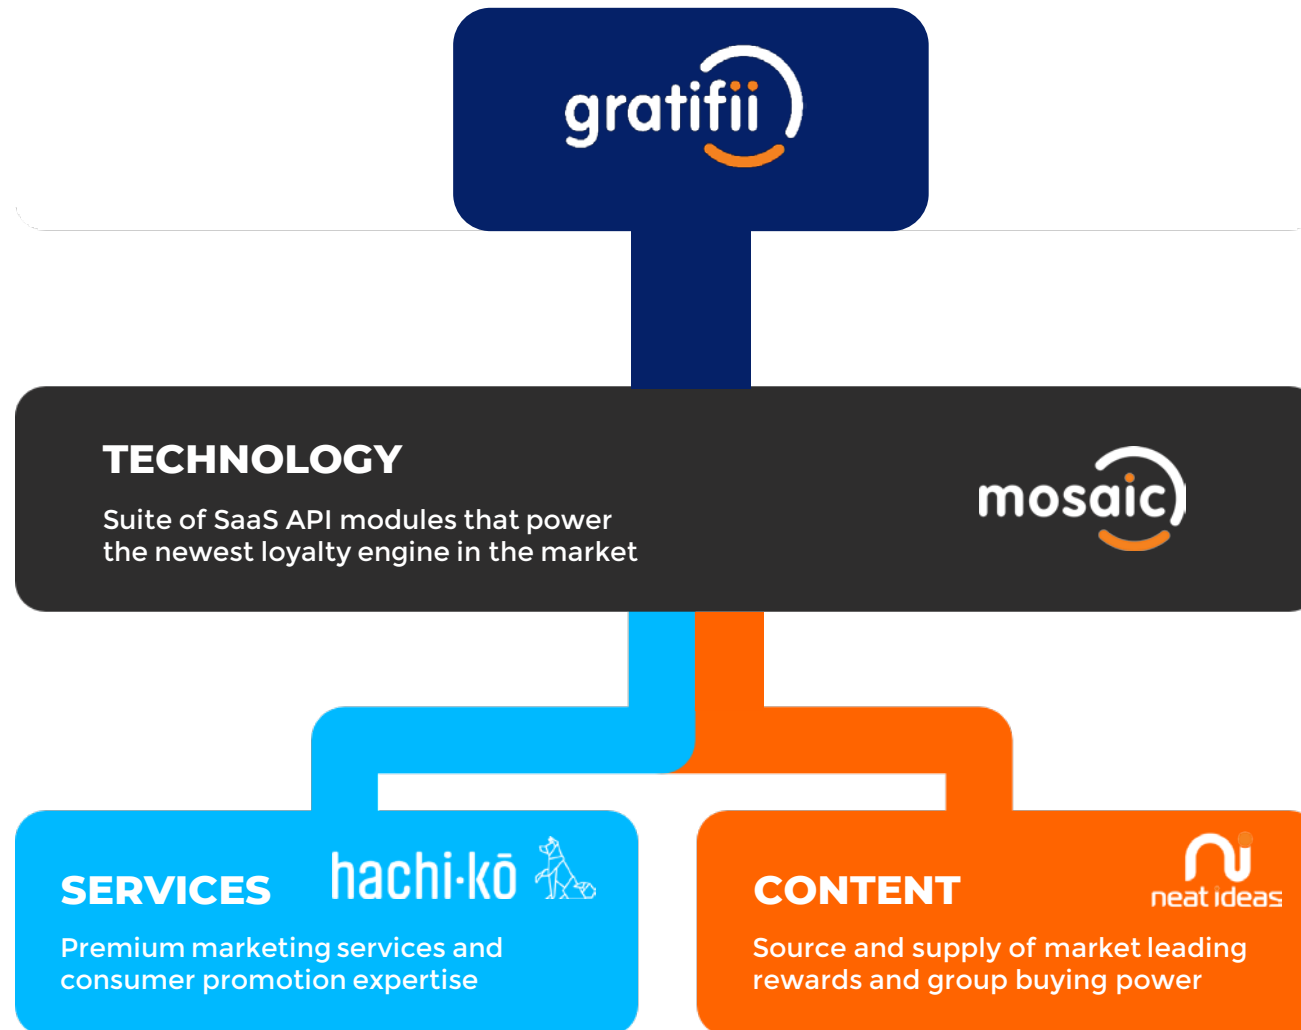 gratifii
TECHNOLOGY
Suite of SaaS API modules that power
the newest loyalty engine in the market
mosaic
SERVICES
hachi·kō
Premium marketing services and
consumer promotion expertise
CONTENT
neat ideas
Source and supply of market leading
rewards and group buying power